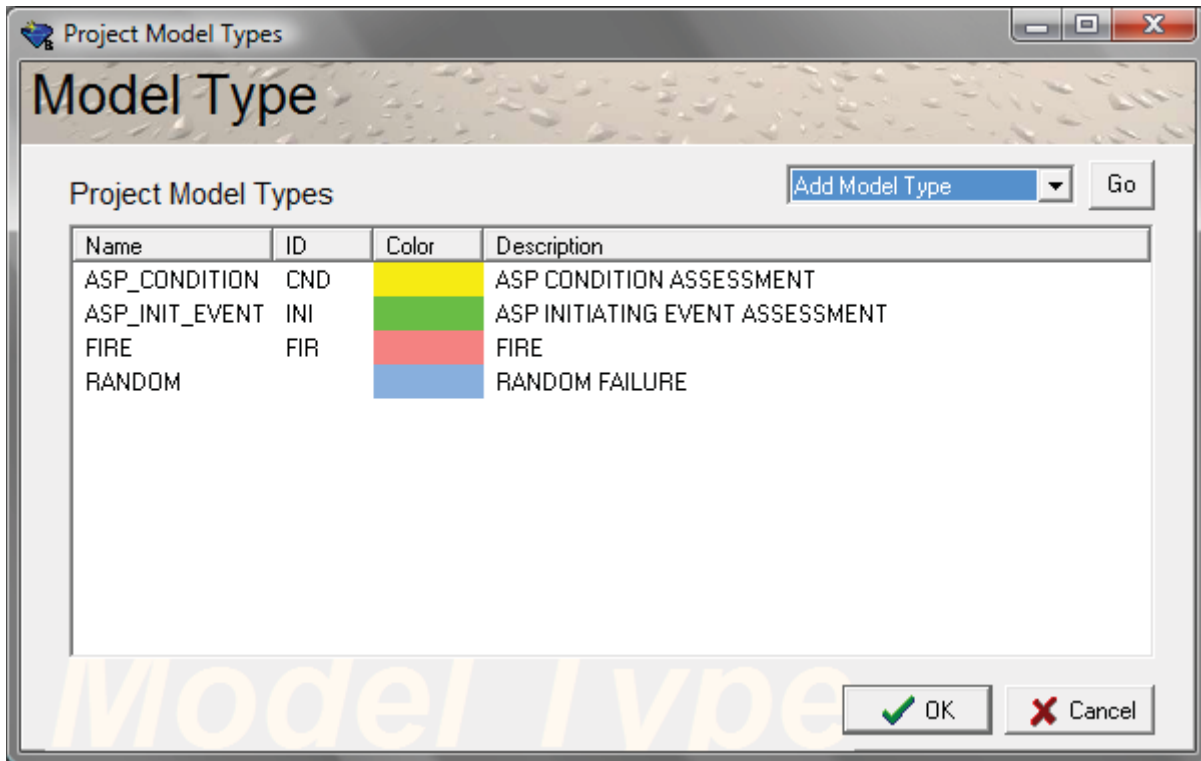 Project Model Types
Model Type
Project Model Types
Add Model Type Go
Name ID Color Description
ASP_CONDITION CND ASP CONDITION ASSESSMENT
ASP_INIT_EVENT INI ASP INITIATING EVENT ASSESSMENT
FIRE FIR FIRE
RANDOM RANDOM FAILURE
Model Type
OK Cancel